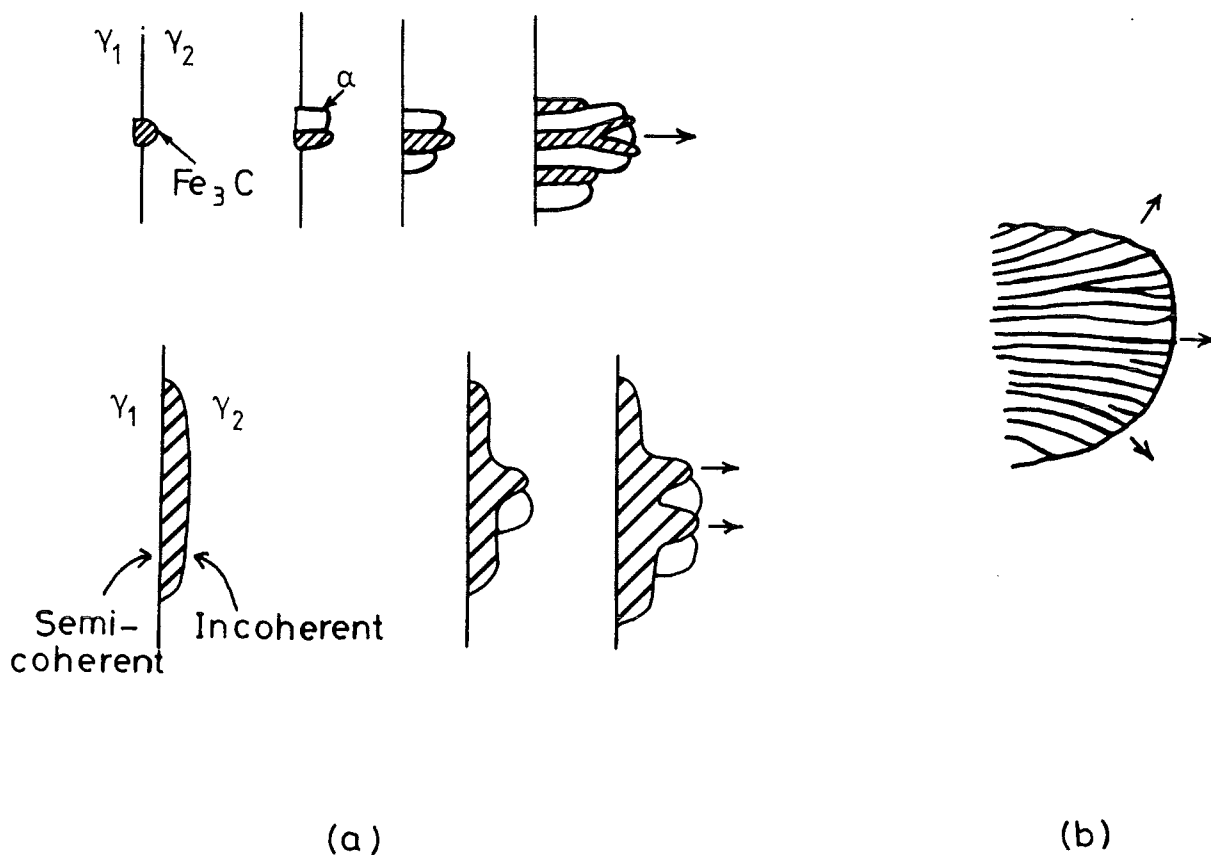 γ₁ γ₂
α
Fe₃C
γ₁ γ₂
Semi-
coherent
Incoherent
(a)
(b)